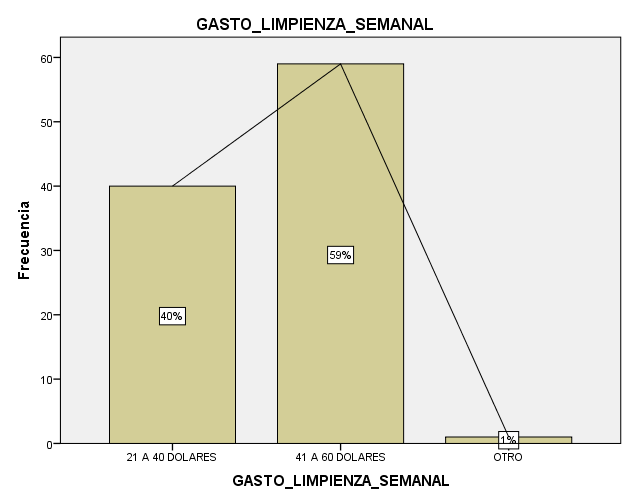 GASTO_LIMPIENZA_SEMANAL
Frecuencia
60
50
40
30
20
10
0
40%
59%
1%
21 A 40 DOLARES
41 A 60 DOLARES
OTRO
GASTO_LIMPIENZA_SEMANAL